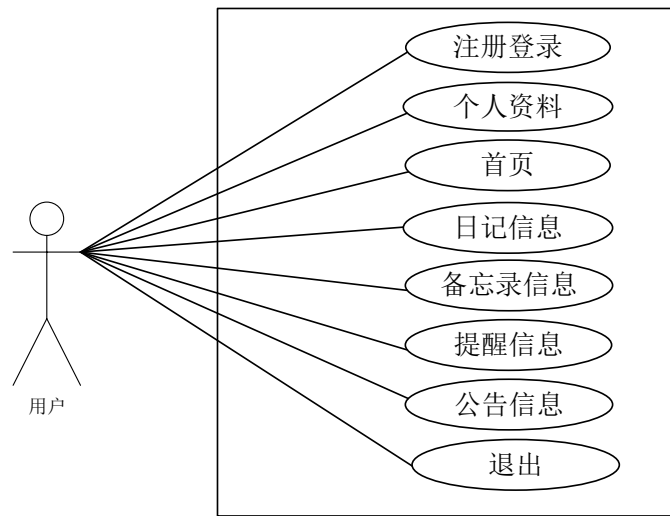 注册登录
个人资料
首页
日记信息
备忘录信息
提醒信息
公告信息
退出
用户